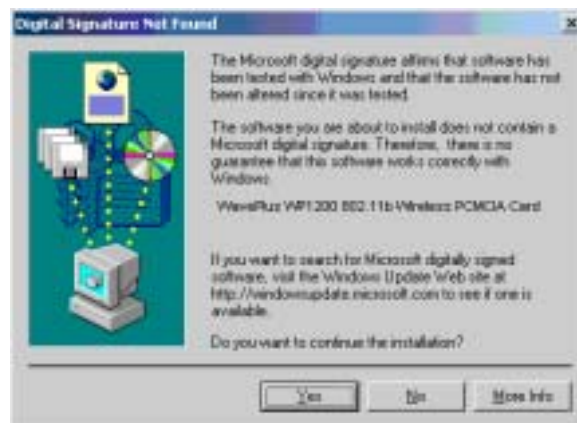 Digital Signature Not Found
The Microsoft digital signature affirms that software has
been tested with Windows and that the software has not
been altered since it was tested.
The software you are about to install does not contain a
Microsoft digital signature. Therefore, there is no
guarantee that this software works correctly with
Windows.
WavePlus WP1200 802.11b Wireless PCMCIA Card
If you want to search for Microsoft digitally signed
software, visit the Windows Update Web site at
http://windowsupdate.microsoft.com to see if one is
available.
Do you want to continue the installation?
Yes
No
More Info